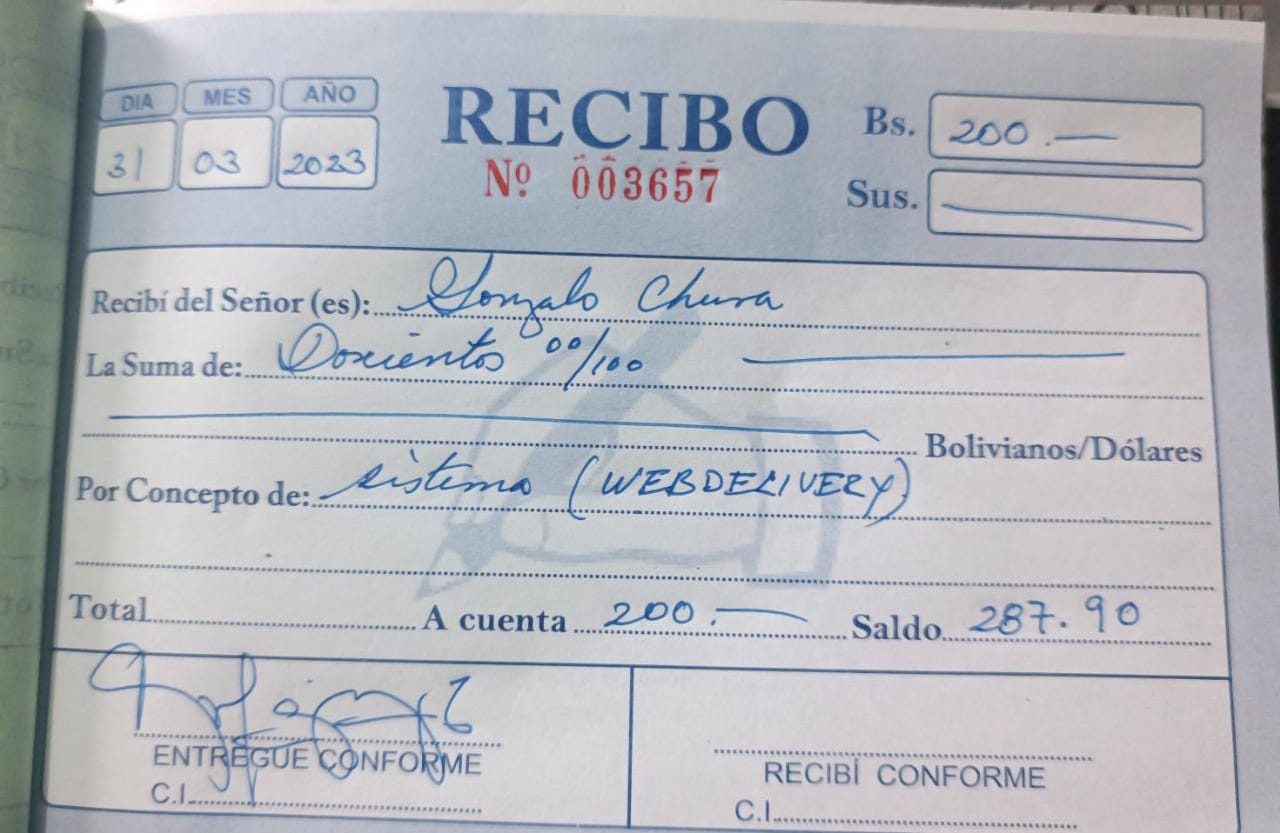 DIA MES AÑO
31 03 2023
RECIBO
Nº 003657
Bs. 200.—
Sus. —
Recibí del Señor (es): Gonzalo Chura
La Suma de: Doscientos 00/100
Bolivianos/Dólares
Por Concepto de: sistema (WEBDELIVERY)
Total A cuenta 200.— Saldo 287.90
ENTREGUE CONFORME
C.I.
RECIBÍ CONFORME
C.I.